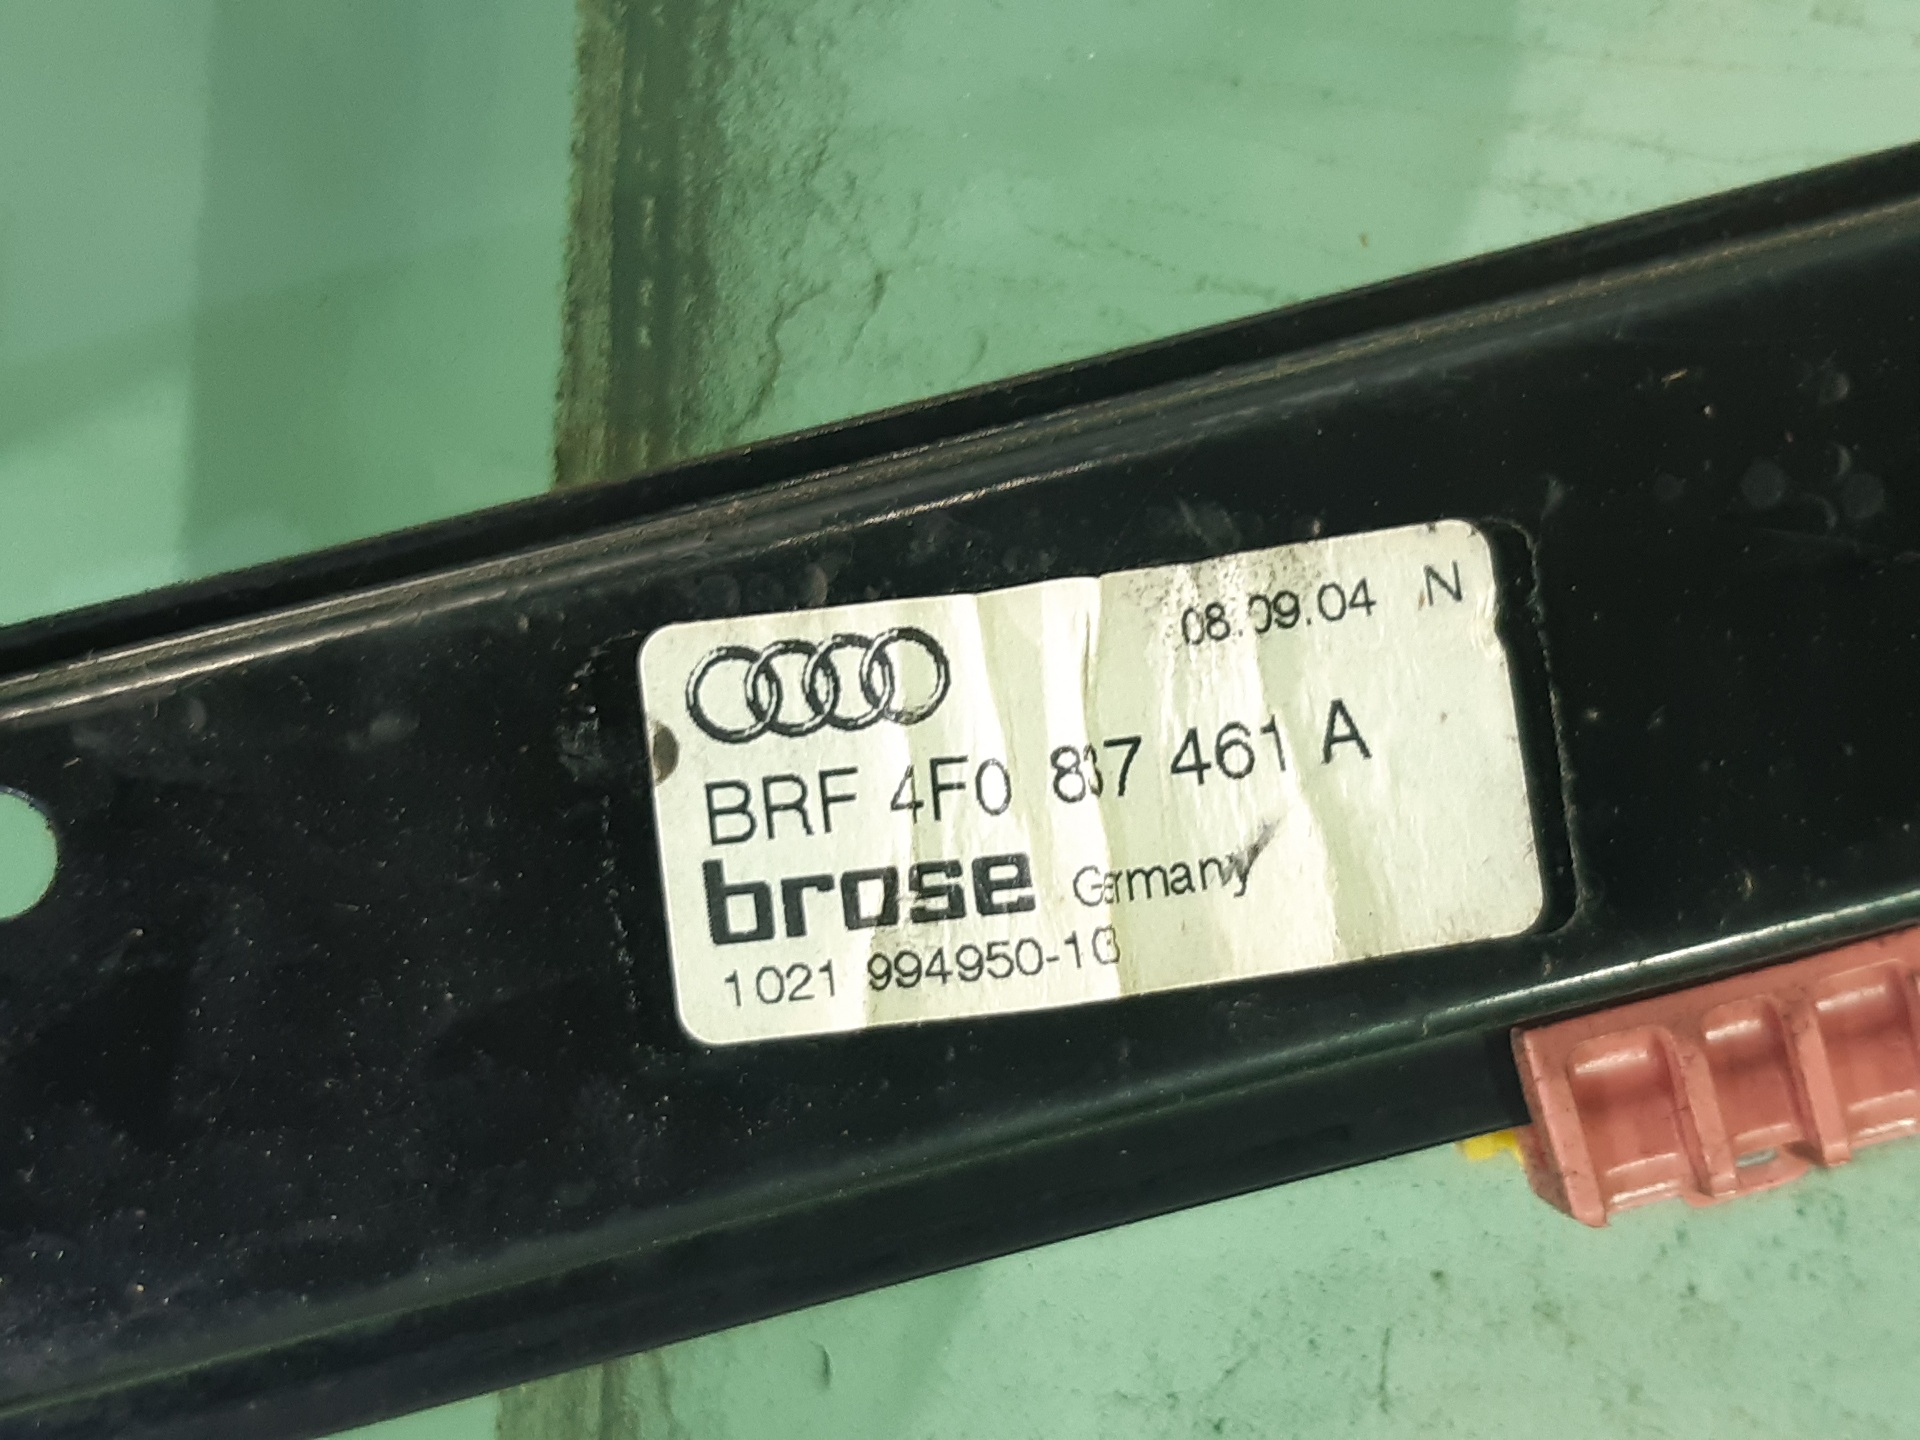 08.09.04 N
BRF 4F0 837 461 A
brose Germany
1021 994950-10